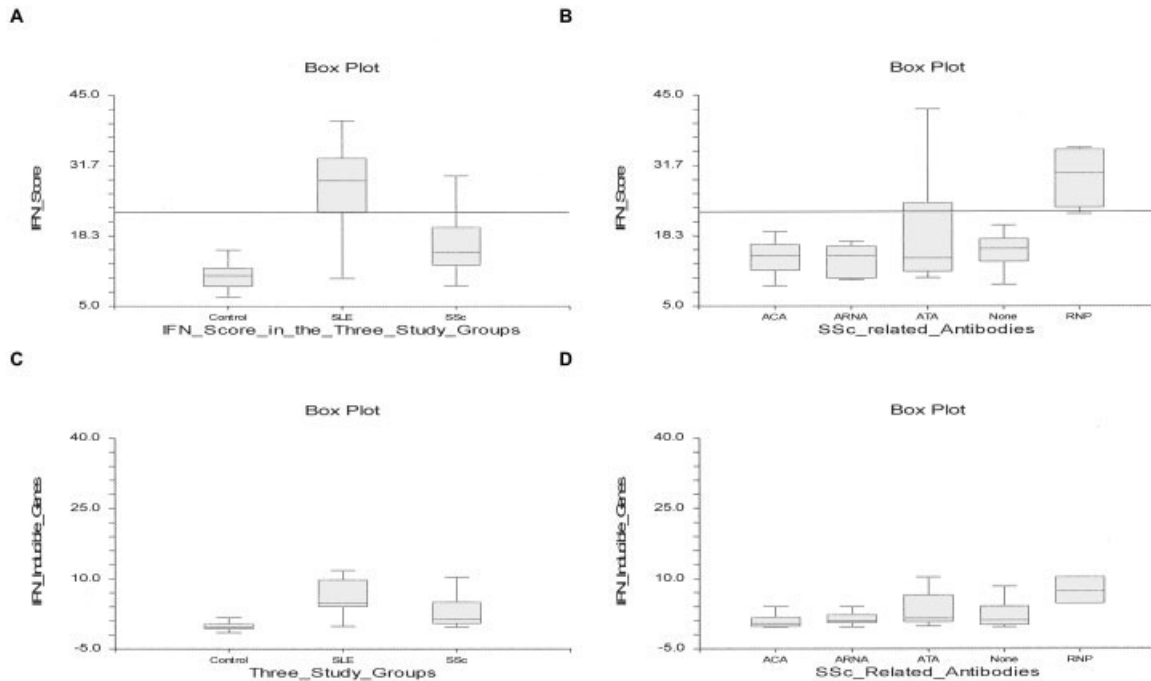 A
Box Plot
45.0
31.7
18.3
5.0
IFN_Score
Control SLE SSc
IFN_Score_in_the_Three_Study_Groups
B
Box Plot
45.0
31.7
18.3
5.0
IFN_Score
ACA ARNA ATA None RNP
SSc_related_Antibodies
C
Box Plot
40.0
25.0
10.0
-5.0
IFN_Inducible_Genes
Control SLE SSc
Three_Study_Groups
D
Box Plot
40.0
25.0
10.0
-5.0
IFN_Inducible_Genes
ACA ARNA ATA None RNP
SSc_Related_Antibodies